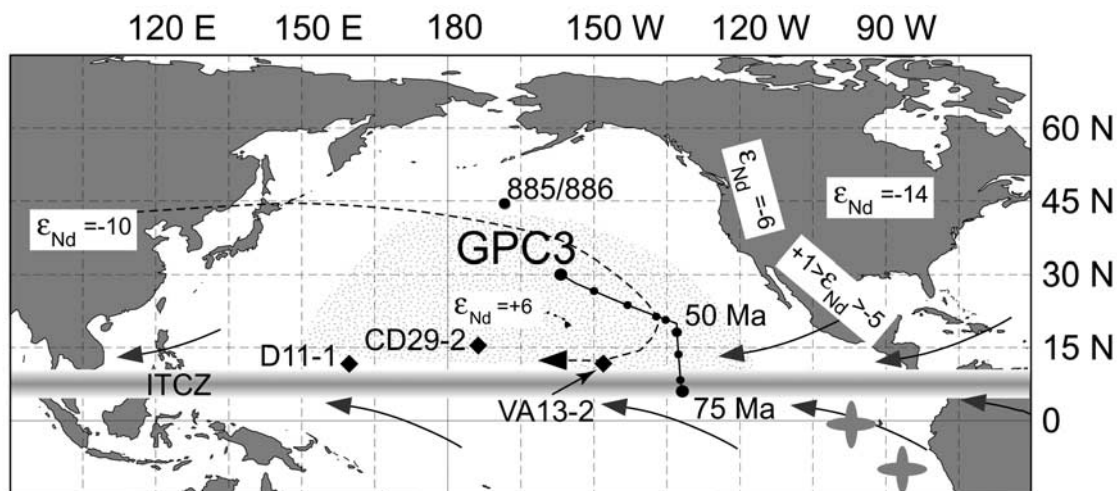 120 E 150 E 180 150 W 120 W 90 W
60 N
885/886
45 N
εNd =-10
εNd =-6
εNd =-14
GPC3
30 N
+1<εNd <-5
εNd =+6
50 Ma
CD29-2
15 N
D11-1
ITCZ
VA13-2
75 Ma
0